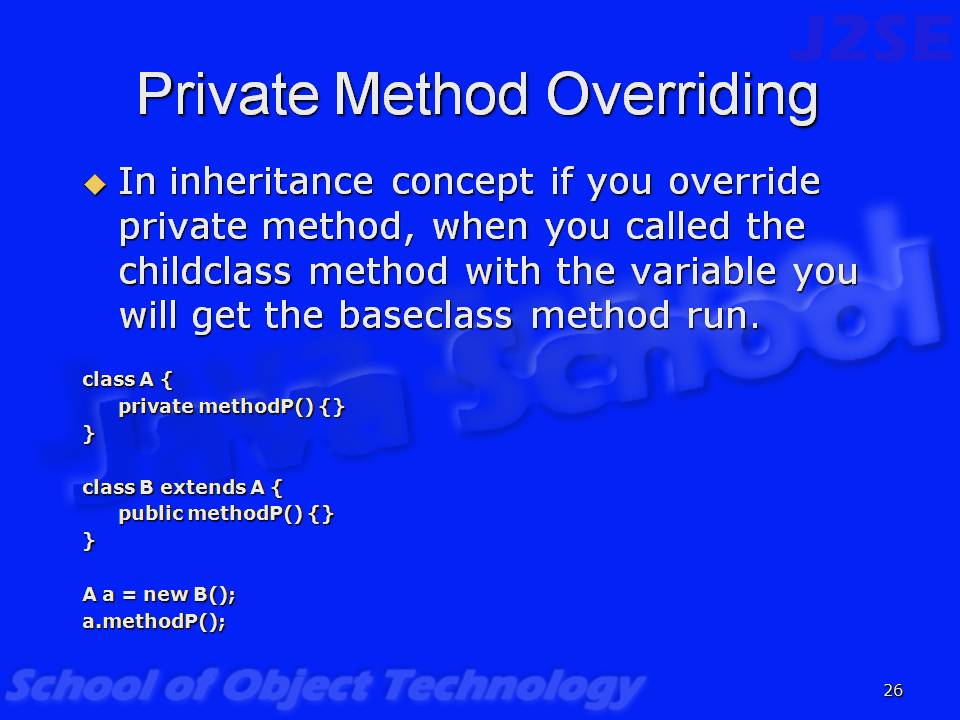 J2SE
Private Method Overriding
In inheritance concept if you override
private method, when you called the
childclass method with the variable you
will get the baseclass method run.
Java School
class A {
private methodP() {}
}
class B extends A {
public methodP() {}
}
A a = new B();
a.methodP();
School of Object Technology
26